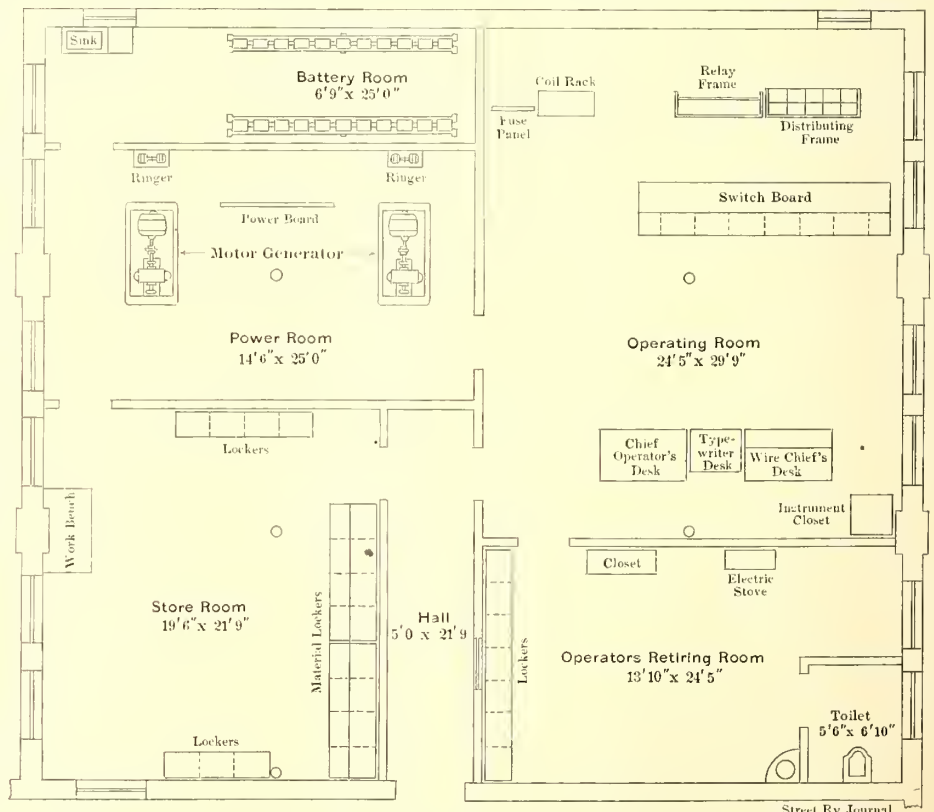 Sink
Battery Room
6'9"x 25'0"
Coil Rack
Fuse
Panel
Relay
Frame
Distributing
Frame
Ringer
Ringer
Power Board
Motor Generator
Switch Board
Power Room
14'6"x 25'0"
Operating Room
24'5"x 29'9"
Lockers
Chief
Operator's
Desk
Type-
writer
Desk
Wire Chief's
Desk
Work Bench
Instrument
Closet
Closet
Electric
Stove
Store Room
19'6"x 21'9"
Material Lockers
Hall
5'0 x 21'9
Lockers
Operators Retiring Room
13'10"x 24'5"
Toilet
5'6"x 6'10"
Lockers
Street Ry.Journal